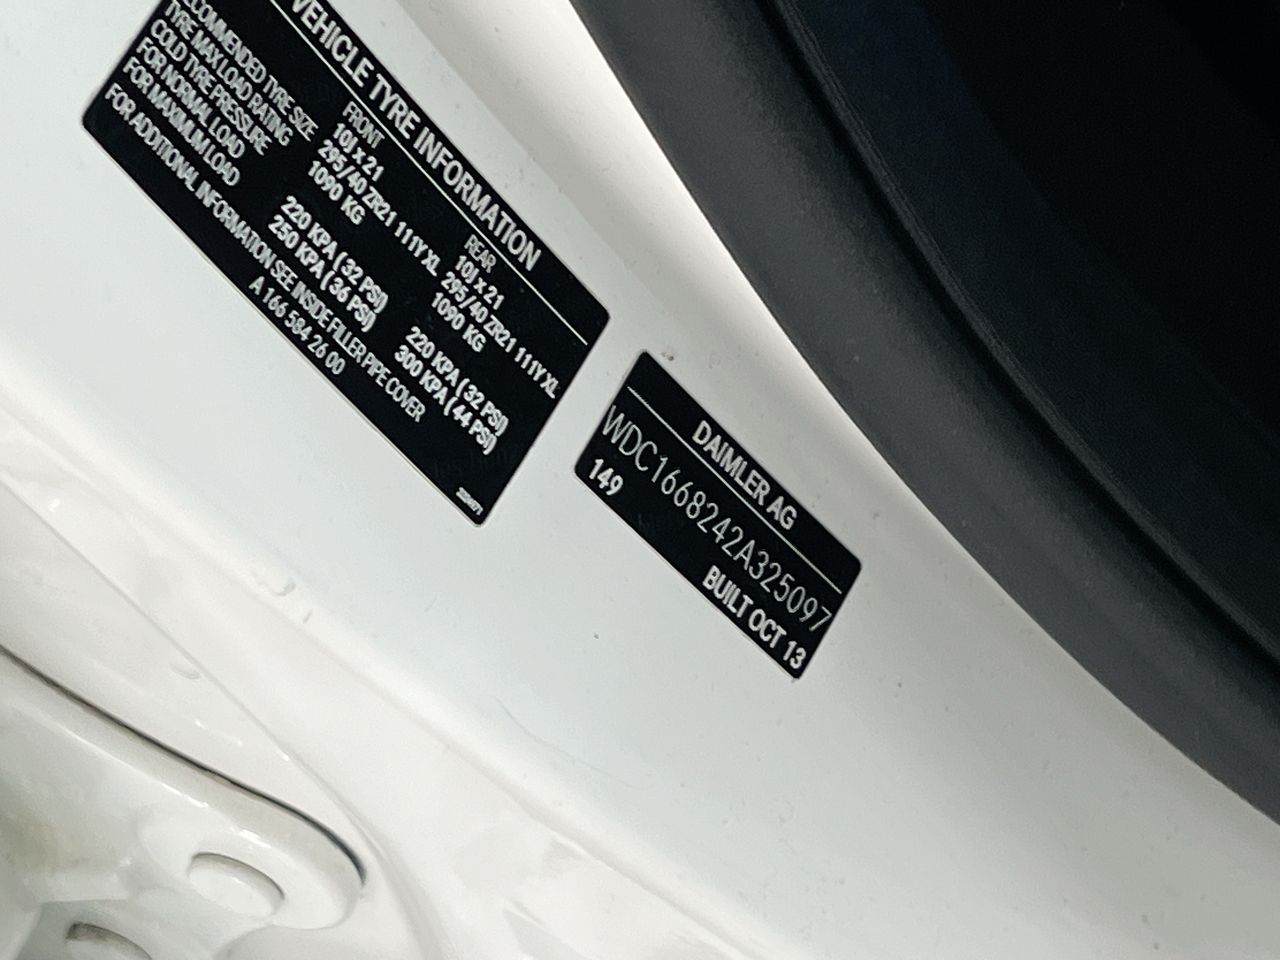 VEHICLE TYRE INFORMATION
FRONT REAR
10J x 21 10J x 21
RECOMMENDED TYRE SIZE 295/40 ZR21 111Y XL 295/40 ZR21 111Y XL
TYRE MAX LOAD RATING 1090 KG 1090 KG
COLD TYRE PRESSURE
FOR NORMAL LOAD 220 KPA ( 32 PSI) 220 KPA ( 32 PSI)
FOR MAXIMUM LOAD 250 KPA ( 36 PSI) 300 KPA ( 44 PSI)
FOR ADDITIONAL INFORMATION SEE INSIDE FILLER PIPE COVER
A 166 584 26 00
DAIMLER AG
WDC1668242A325097
149 BUILT OCT 13